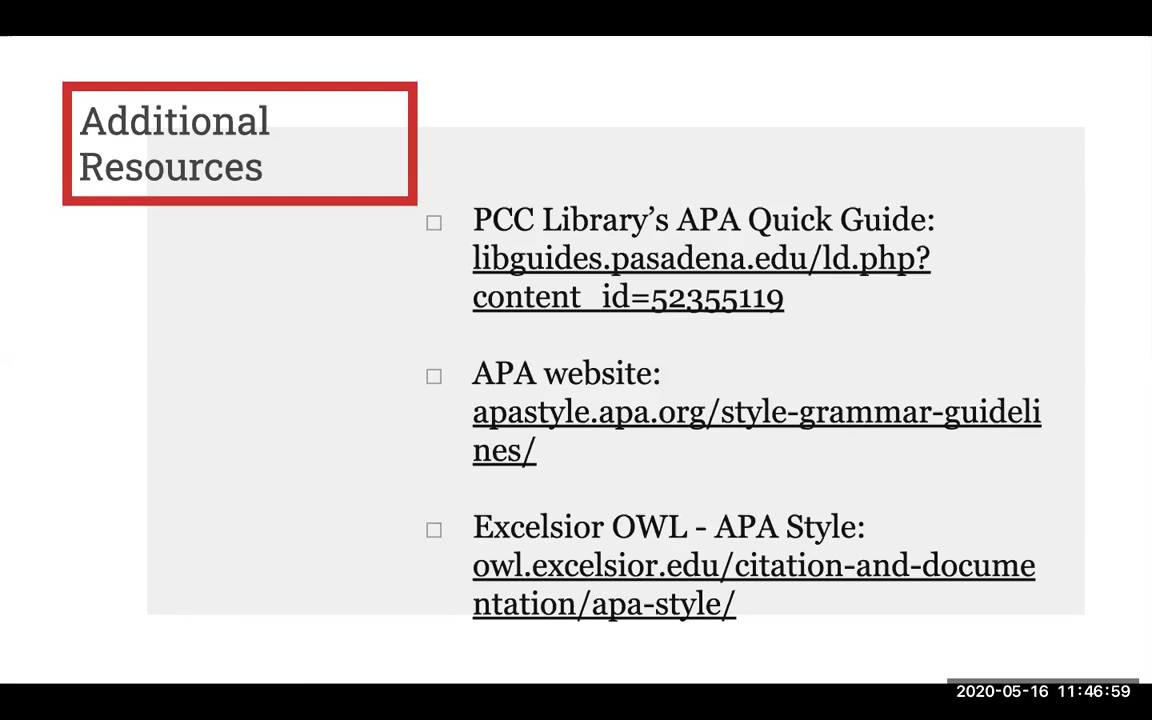 Additional
Resources
□ PCC Library’s APA Quick Guide:
libguides.pasadena.edu/ld.php?
content_id=52355119
□ APA website:
apastyle.apa.org/style-grammar-guideli
nes/
□ Excelsior OWL - APA Style:
owl.excelsior.edu/citation-and-docume
ntation/apa-style/
2020-05-16 11:46:59